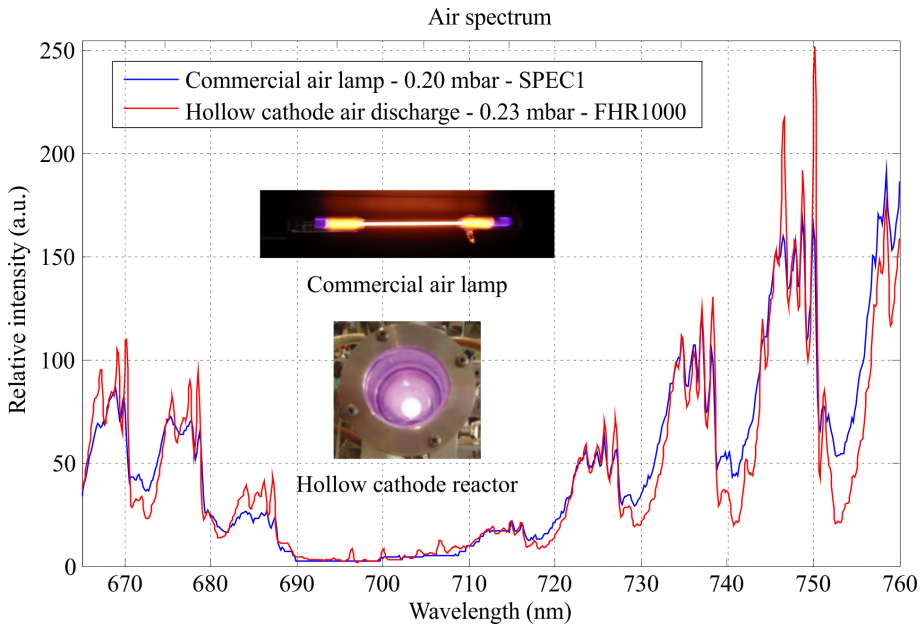 Air spectrum
250
200
150
100
50
0
Relative intensity (a.u.)
Commercial air lamp - 0.20 mbar - SPEC1
Hollow cathode air discharge - 0.23 mbar - FHR1000
Commercial air lamp
Hollow cathode reactor
670 680 690 700 710 720 730 740 750 760
Wavelength (nm)